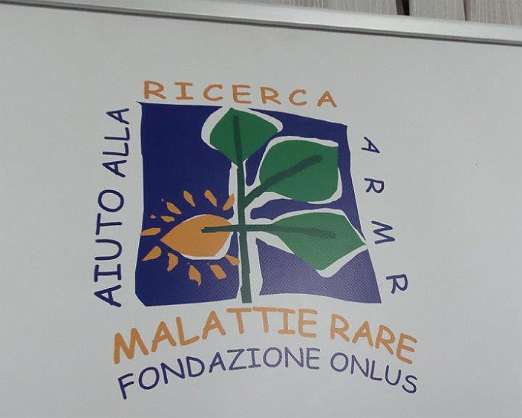 AIUTO ALLA
RICERCA
ARMR
MALATTIE RARE
FONDAZIONE ONLUS